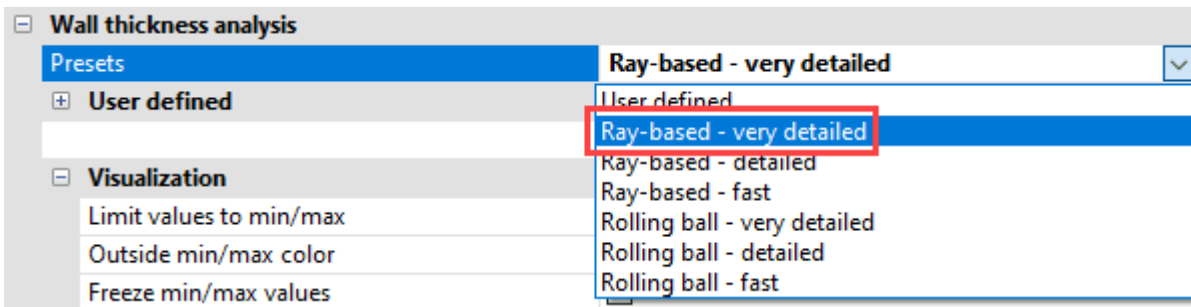 Wall thickness analysis
Presets
Ray-based - very detailed
User defined
User defined
Ray-based - very detailed
Ray-based - detailed
Visualization
Ray-based - fast
Limit values to min/max
Rolling ball - very detailed
Outside min/max color
Rolling ball - detailed
Freeze min/max values
Rolling ball - fast